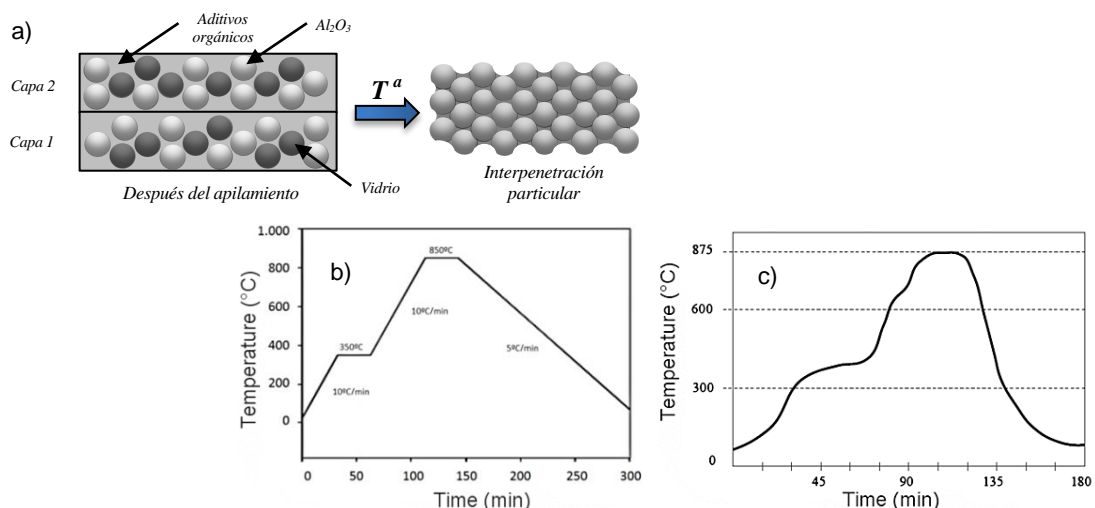 a)
Aditivos
orgánicos
Al₂O₃
Capa 2
Capa 1
T ª
Vidrio
Después del apilamiento
Interpenetración
particular
b)
1.000
800
600
400
200
0
Temperature (°C)
850ºC
10ºC/min
350ºC
10ºC/min
5ºC/min
0 50 100 150 200 250 300
Time (min)
c)
875
600
300
0
Temperature (°C)
45 90 135 180
Time (min)